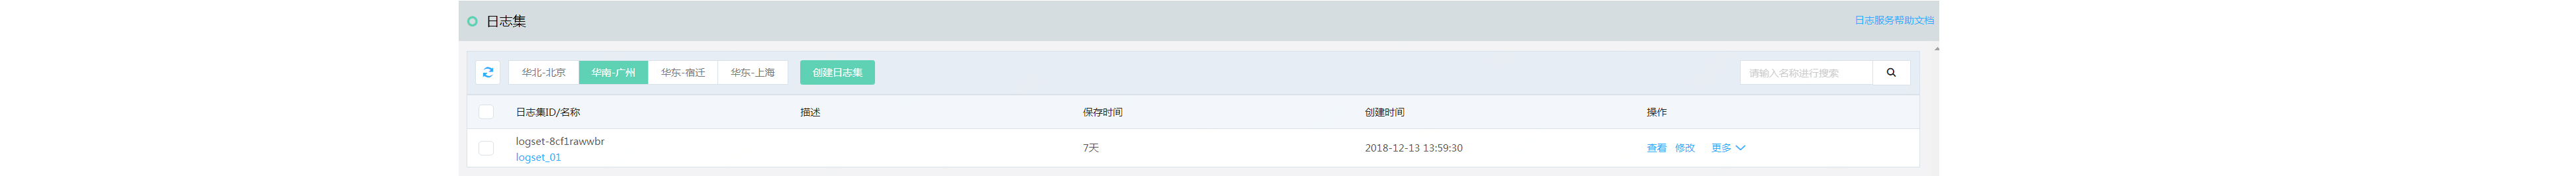 日志集
日志服务帮助文档
华北-北京 华南-广州 华东-宿迁 华东-上海 创建日志集 请输入名称进行搜索
日志集ID/名称 描述 保存时间 创建时间 操作
logset-8cf1rawwbr
logset_01
7天 2018-12-13 13:59:30 查看 修改 更多